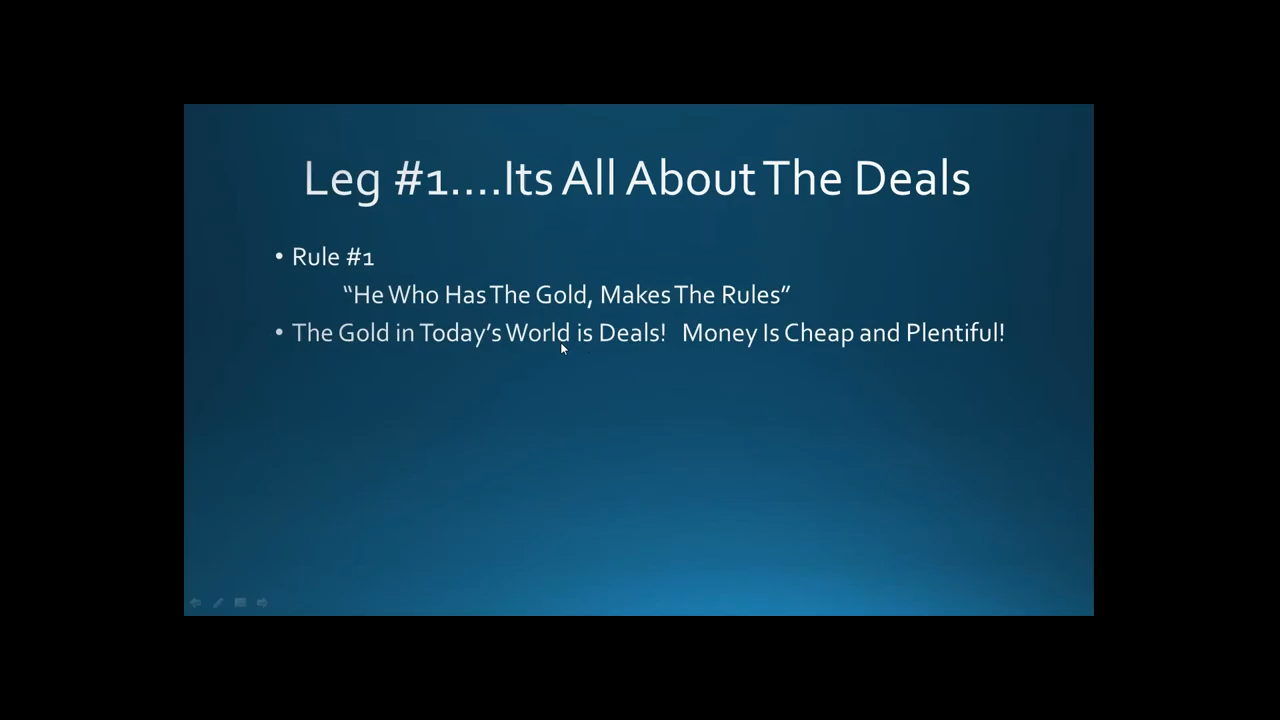 Leg #1....Its All About The Deals
• Rule #1
“He Who Has The Gold, Makes The Rules”
• The Gold in Today’s World is Deals!   Money Is Cheap and Plentiful!